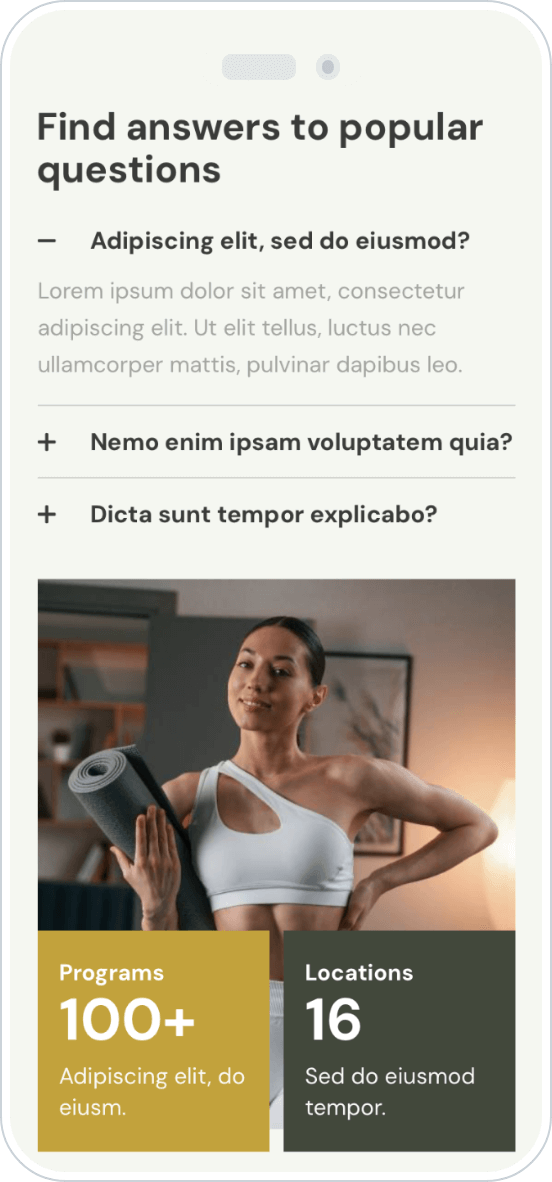 Find answers to popular
questions
Adipiscing elit, sed do eiusmod?
Lorem ipsum dolor sit amet, consectetur
adipiscing elit. Ut elit tellus, luctus nec
ullamcorper mattis, pulvinar dapibus leo.
Nemo enim ipsam voluptatem quia?
Dicta sunt tempor explicabo?
Programs
100+
Adipiscing elit, do
eiusm.
Locations
16
Sed do eiusmod
tempor.